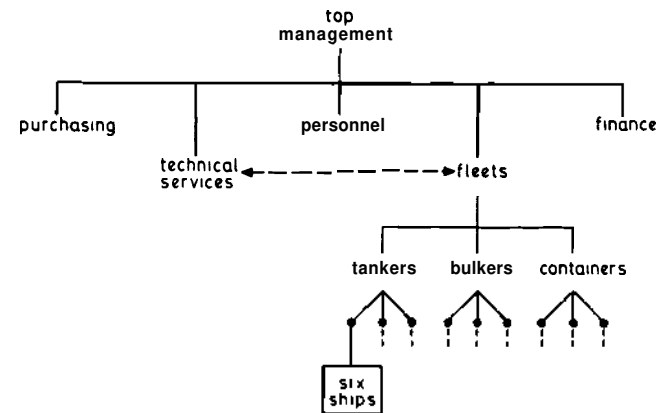 top
management
purchasing
personnel
finance
technical
services
fleets
tankers
bulkers
containers
six
ships